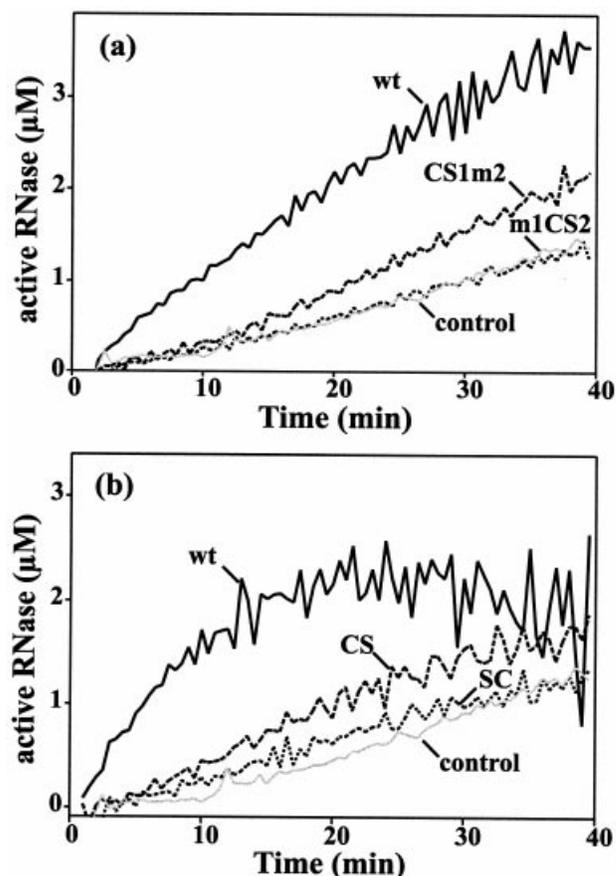 (a)
3
2
1
0
active RNase (µM)
wt
CS1m2
m1CS2
control
0 10 20 30 40
Time (min)
(b)
3
2
1
0
active RNase (µM)
wt
CS
SC
control
0 10 20 30 40
Time (min)